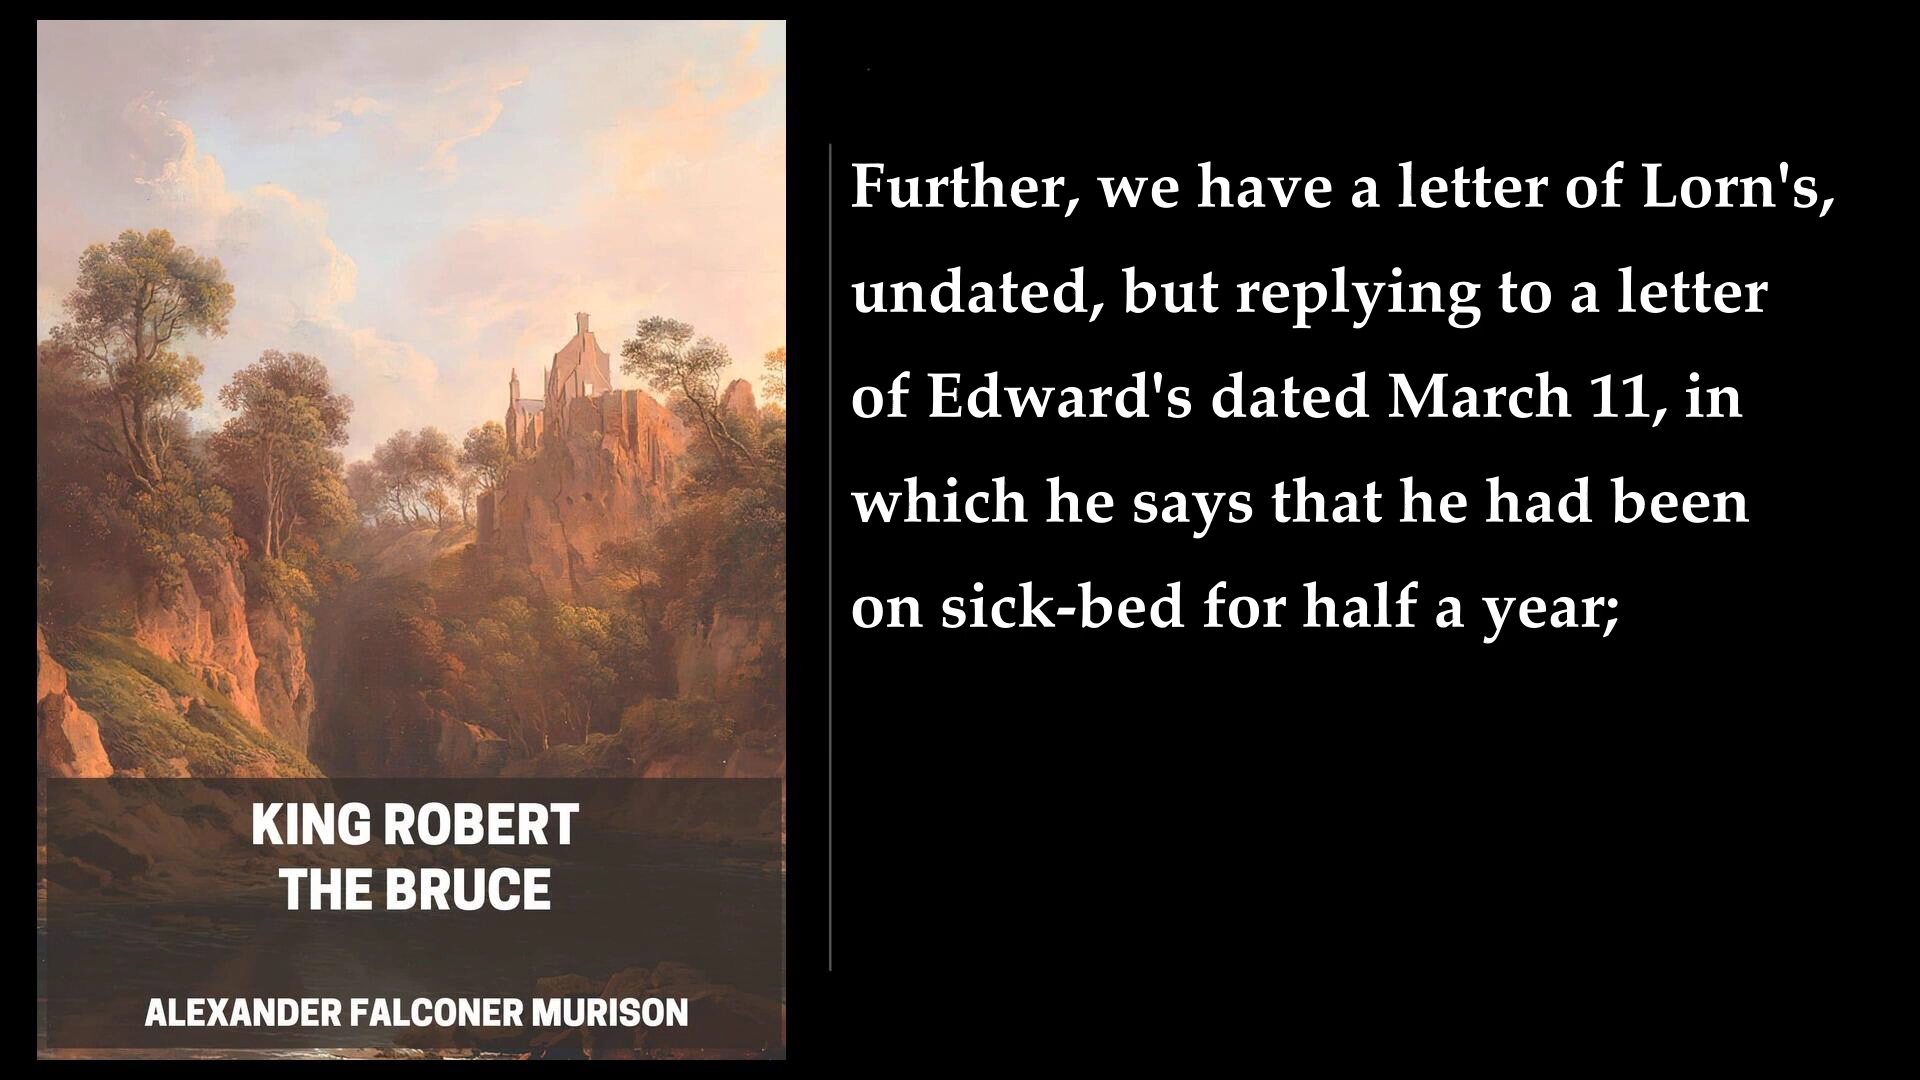 KING ROBERT
THE BRUCE
ALEXANDER FALCONER MURISON
Further, we have a letter of Lorn's,
undated, but replying to a letter
of Edward's dated March 11, in
which he says that he had been
on sick-bed for half a year;